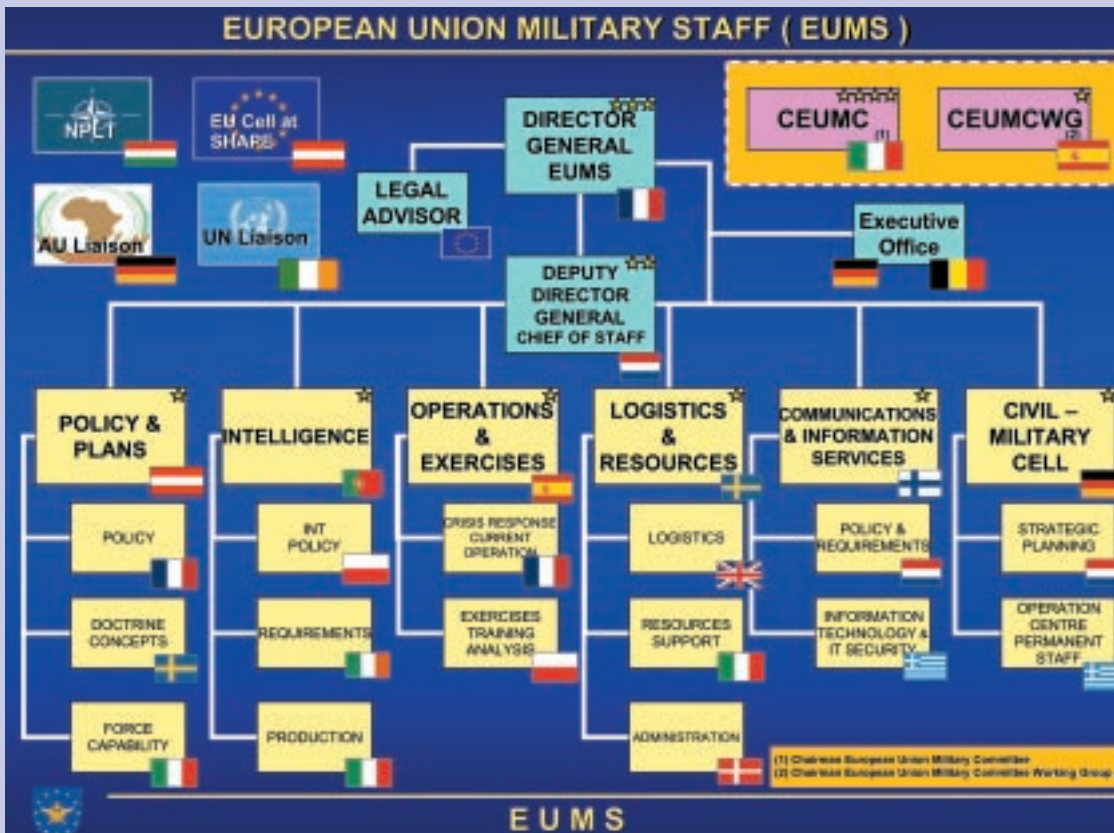 EUROPEAN UNION MILITARY STAFF ( EUMS )
NPLT
EU Cell at
SHAPE
AU Liaison
UN Liaison
LEGAL
ADVISOR
DIRECTOR
GENERAL
EUMS
CEUMC
(1)
CEUMCWG
(2)
Executive
Office
DEPUTY
DIRECTOR
GENERAL
CHIEF OF STAFF
POLICY &
PLANS
INTELLIGENCE
OPERATIONS
&
EXERCISES
LOGISTICS
&
RESOURCES
COMMUNICATIONS
& INFORMATION
SERVICES
CIVIL –
MILITARY
CELL
POLICY
INT
POLICY
CRISIS RESPONSE
CURRENT
OPERATION
LOGISTICS
POLICY &
REQUIREMENTS
STRATEGIC
PLANNING
DOCTRINE
CONCEPTS
REQUIREMENTS
EXERCISES
TRAINING
ANALYSIS
RESOURCES
SUPPORT
INFORMATION
TECHNOLOGY &
IT SECURITY
OPERATION
CENTRE
PERMANENT
STAFF
FORCE
CAPABILITY
PRODUCTION
ADMINISTRATION
(1) Chairman European Union Military Committee
(2) Chairman European Union Military Committee Working Group
EUMS